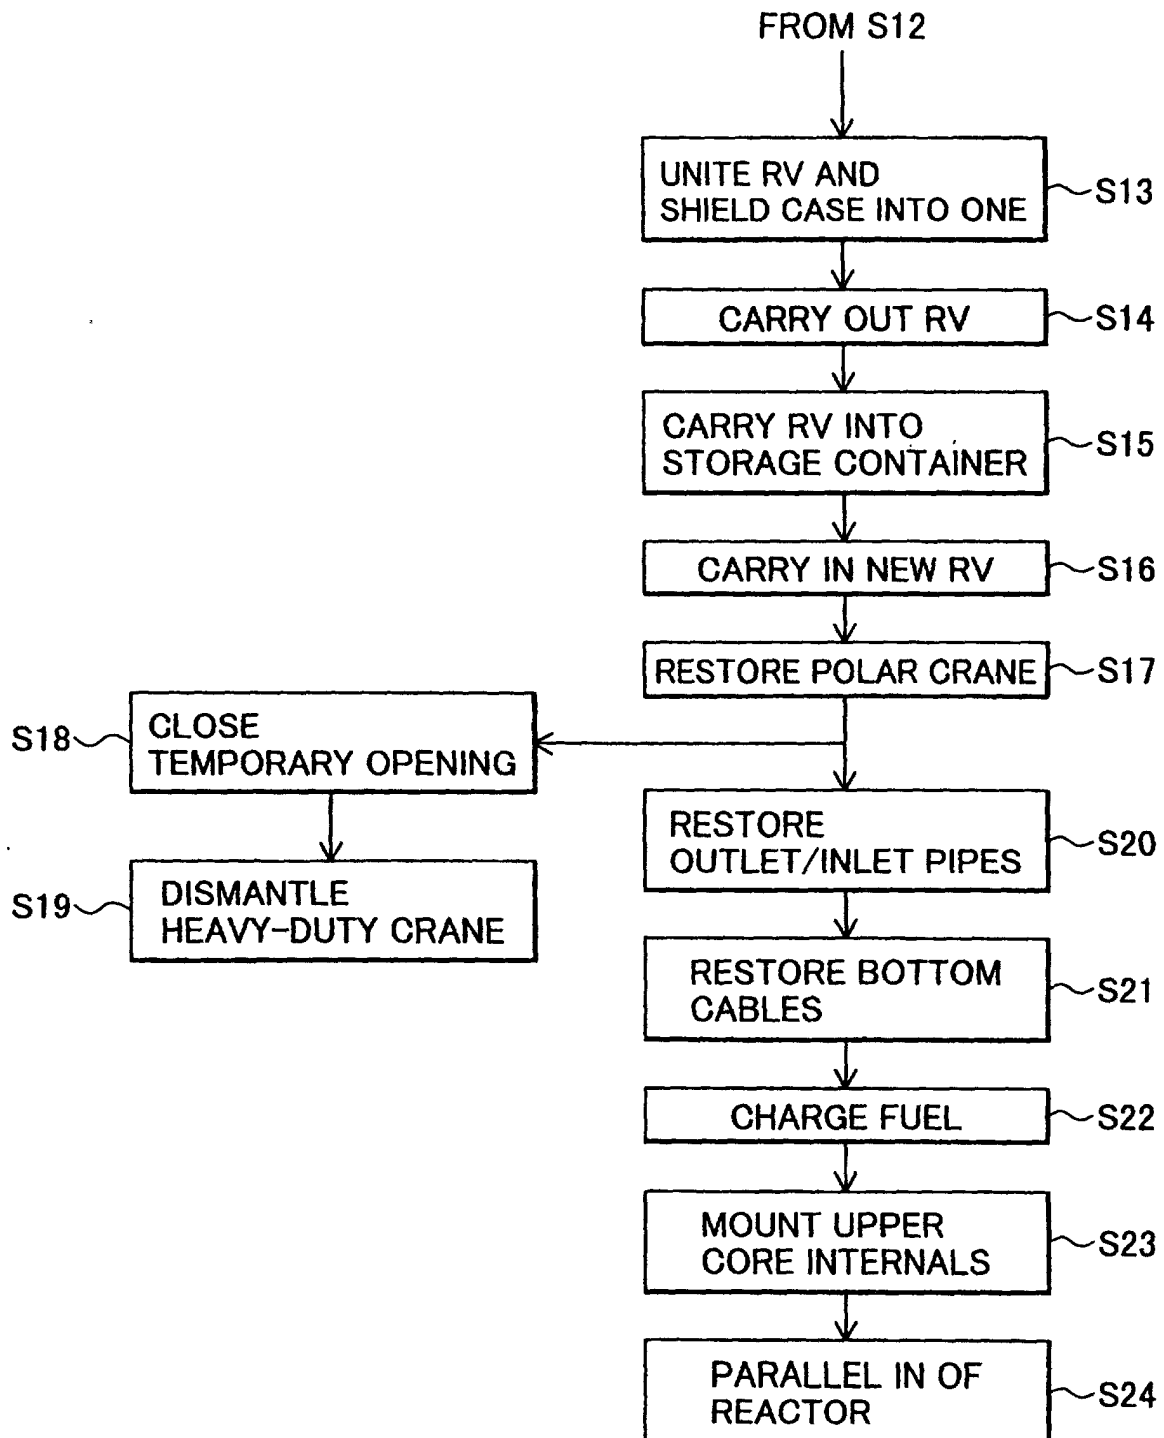 FROM S12
UNITE RV AND
SHIELD CASE INTO ONE
S13
CARRY OUT RV
S14
CARRY RV INTO
STORAGE CONTAINER
S15
CARRY IN NEW RV
S16
RESTORE POLAR CRANE
S17
S18
CLOSE
TEMPORARY OPENING
S19
DISMANTLE
HEAVY-DUTY CRANE
RESTORE
OUTLET/INLET PIPES
S20
RESTORE BOTTOM
CABLES
S21
CHARGE FUEL
S22
MOUNT UPPER
CORE INTERNALS
S23
PARALLEL IN OF
REACTOR
S24